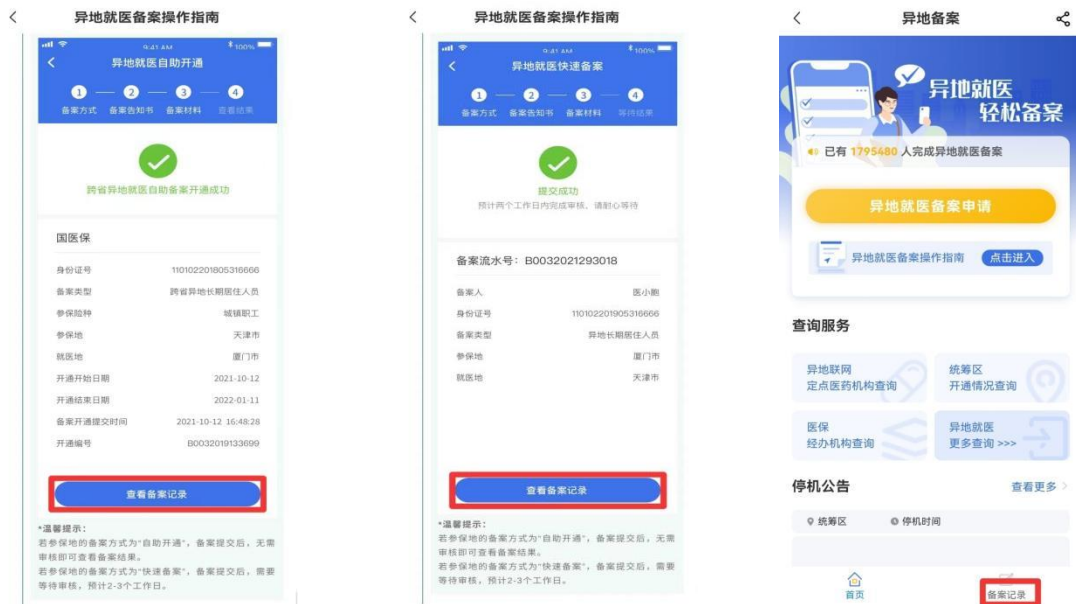 异地就医备案操作指南
9:41 AM
100%
异地就医自助开通
1
2
3
4
备案方式 备案告知书 备案材料 查看结果
跨省异地就医自助备案开通成功
国医保
身份证号 110102201805316666
备案类型 跨省异地长期居住人员
参保险种 城镇职工
参保地 天津市
就医地 厦门市
开通开始日期 2021-10-12
开通结束日期 2022-01-11
备案开通提交时间 2021-10-12 16:48:28
开通编号 B0032019133699
查看备案记录
*温馨提示:
若参保地的备案方式为“自助开通”，备案提交后，无需
审核即可查看备案结果。
若参保地的备案方式为“快速备案”，备案提交后，需要
等待审核，预计2-3个工作日。
异地就医备案操作指南
9:41 AM
100%
异地就医快速备案
1
2
3
4
备案方式 备案告知书 备案材料 等待结果
提交成功
预计两个工作日内完成审核、请耐心等待
备案流水号：B0032021293018
备案人 医小鹏
身份证号 110102201905316666
备案类型 异地长期居住人员
参保地 厦门市
就医地 天津市
查看备案记录
*温馨提示:
若参保地的备案方式为“自助开通”，备案提交后，无需
审核即可查看备案结果。
若参保地的备案方式为“快速备案”，备案提交后，需要
等待审核，预计2-3个工作日。
异地备案
异地就医
轻松备案
已有 1795480 人完成异地就医备案
异地就医备案申请
异地就医备案操作指南 点击进入
查询服务
异地联网
定点医药机构查询
统筹区
开通情况查询
医保
经办机构查询
异地就医
更多查询 >>>
停机公告 查看更多
统筹区 停机时间
首页 备案记录